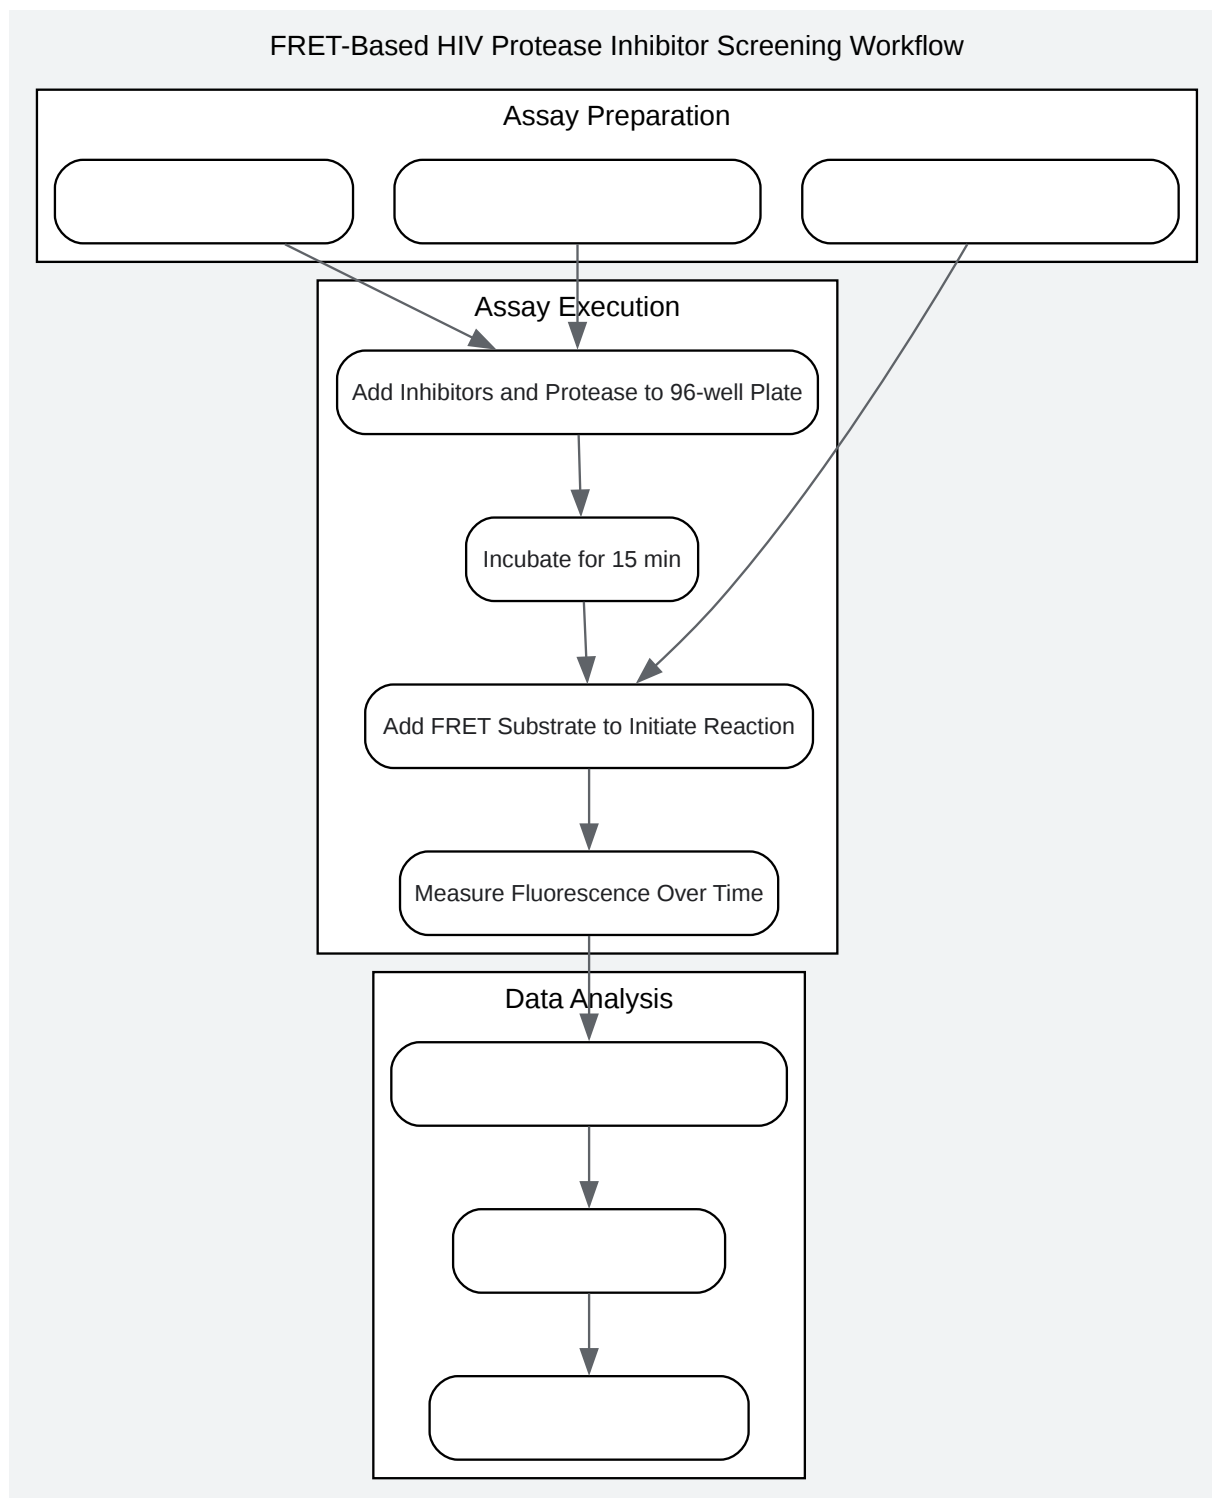 FRET-Based HIV Protease Inhibitor Screening Workflow
Assay Preparation
Assay Execution
Add Inhibitors and Protease to 96-well Plate
Incubate for 15 min
Add FRET Substrate to Initiate Reaction
Measure Fluorescence Over Time
Data Analysis